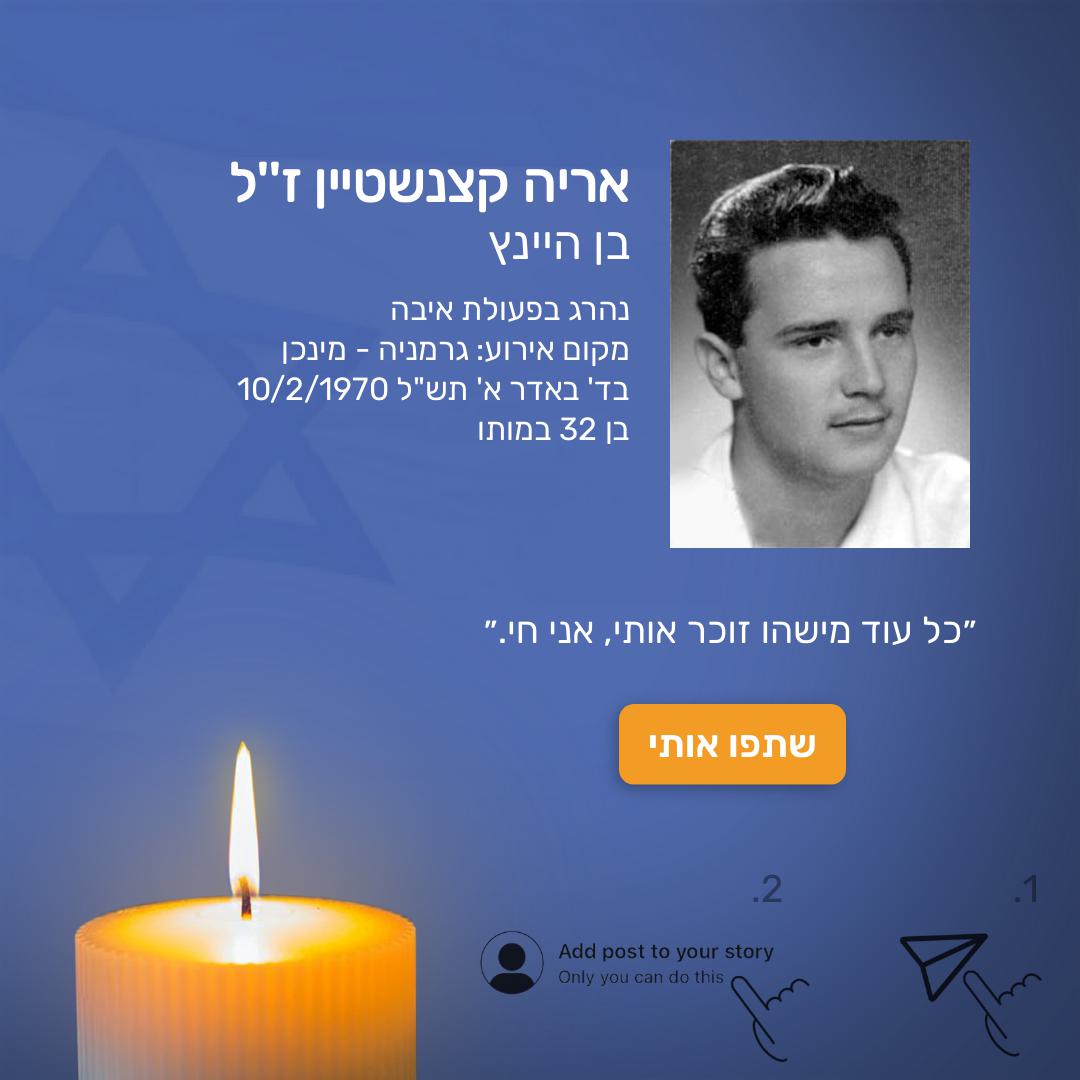 אריה קצנשטיין ז"ל
בן היינץ
נהרג בפעולת איבה
מקום אירוע: גרמניה - מינכן
בד' באדר א' תש"ל 10/2/1970
בן 32 במותו
"כל עוד מישהו זוכר אותי, אני חי."
שתפו אותי
1.
2.
Add post to your story
Only you can do this